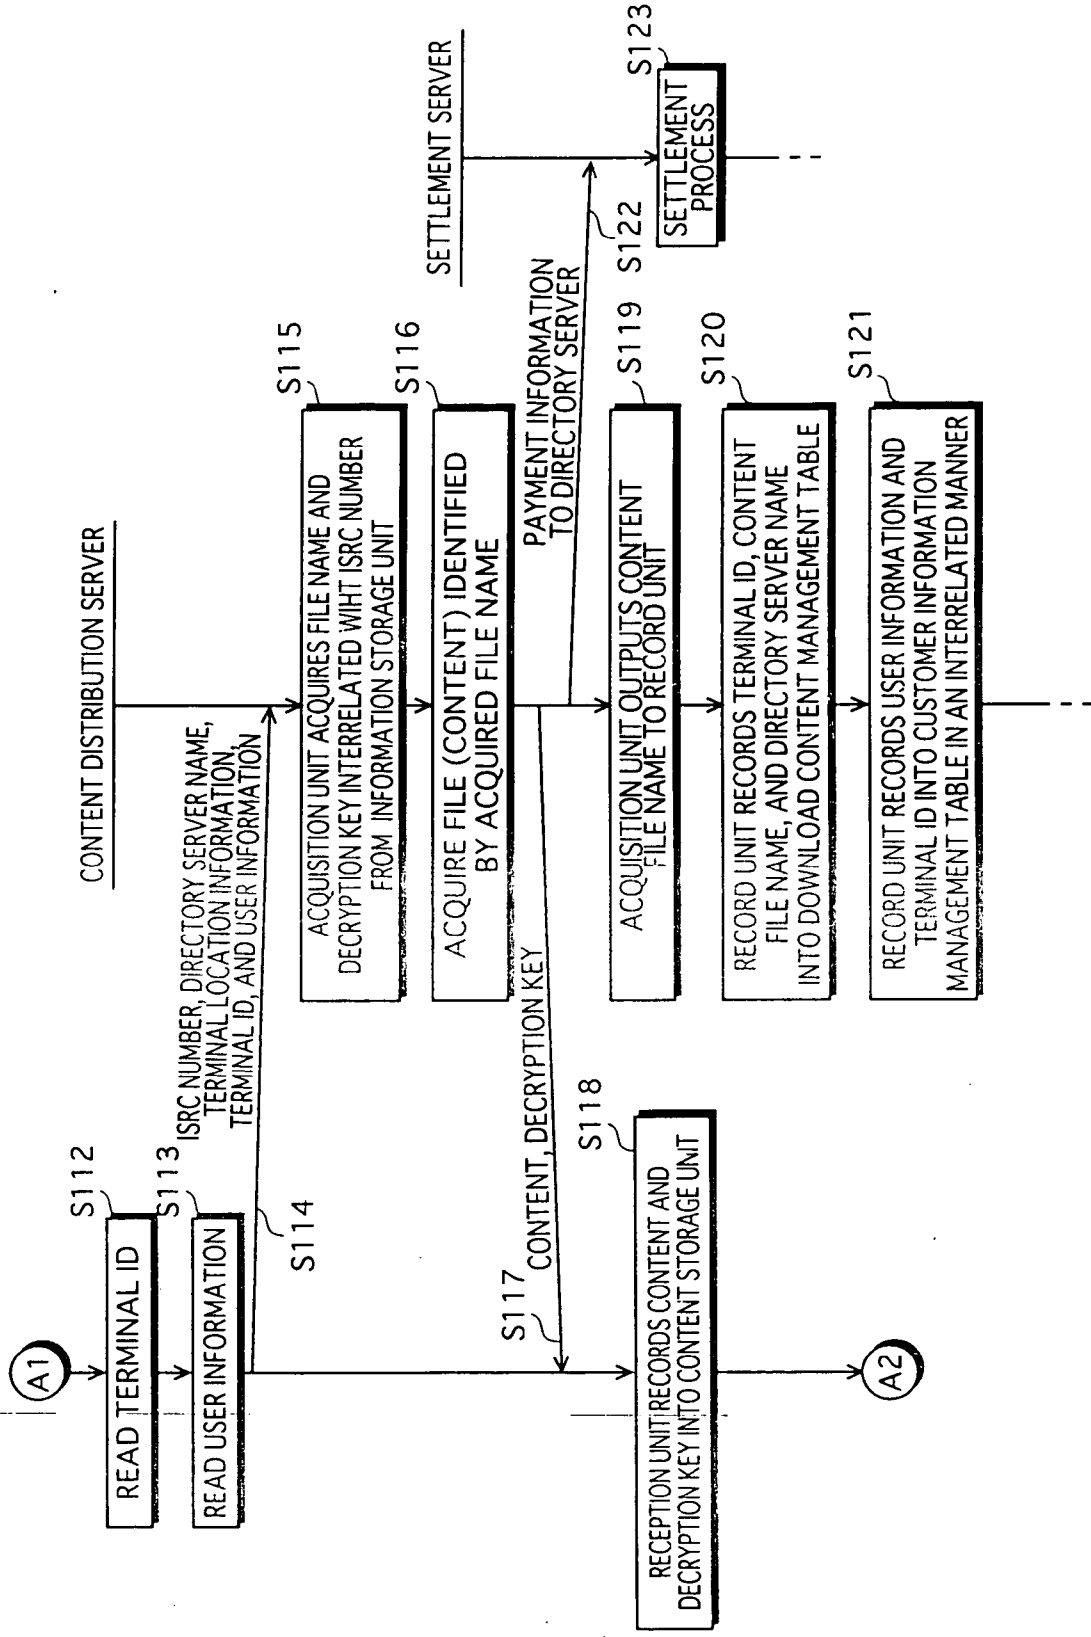 A1
READ TERMINAL ID
S112
READ USER INFORMATION
S113
S114
ISRC NUMBER, DIRECTORY SERVER NAME,
TERMINAL LOCATION INFORMATION,
TERMINAL ID, AND USER INFORMATION,
CONTENT DISTRIBUTION SERVER
ACQUISITION UNIT ACQUIRES FILE NAME AND
DECRYPTION KEY INTERRELATED WIHT ISRC NUMBER
FROM INFORMATION STORAGE UNIT
S115
ACQUIRE FILE (CONTENT) IDENTIFIED
BY ACQUIRED FILE NAME
S116
S117
CONTENT, DECRYPTION KEY
RECEPTION UNIT RECORDS CONTENT AND
DECRYPTION KEY INTO CONTENT STORAGE UNIT
S118
A2
PAYMENT INFORMATION
TO DIRECTORY SERVER
S122
ACQUISITION UNIT OUTPUTS CONTENT
FILE NAME TO RECORD UNIT
S119
RECORD UNIT RECORDS TERMINAL ID, CONTENT
FILE NAME, AND DIRECTORY SERVER NAME
INTO DOWNLOAD CONTENT MANAGEMENT TABLE
S120
RECORD UNIT RECORDS USER INFORMATION AND
TERMINAL ID INTO CUSTOMER INFORMATION
MANAGEMENT TABLE IN AN INTERRELATED MANNER
S121
SETTLEMENT SERVER
SETTLEMENT
PROCESS
S123